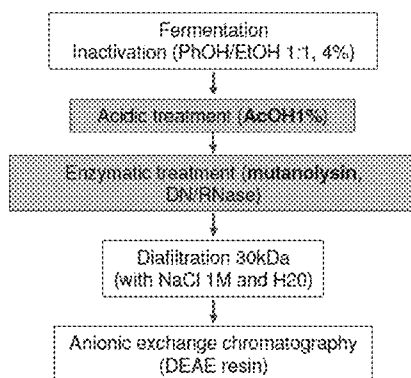 Fermentation
Inactivation (PhOH/EtOH 1:1, 4%)
Acidic treatment (AcOH1%)
Enzymatic treatment (mutanolysin,
DN/RNase)
Diafiltration 30kDa
(with NaCl 1M and H20)
Anionic exchange chromatography
(DEAE resin)